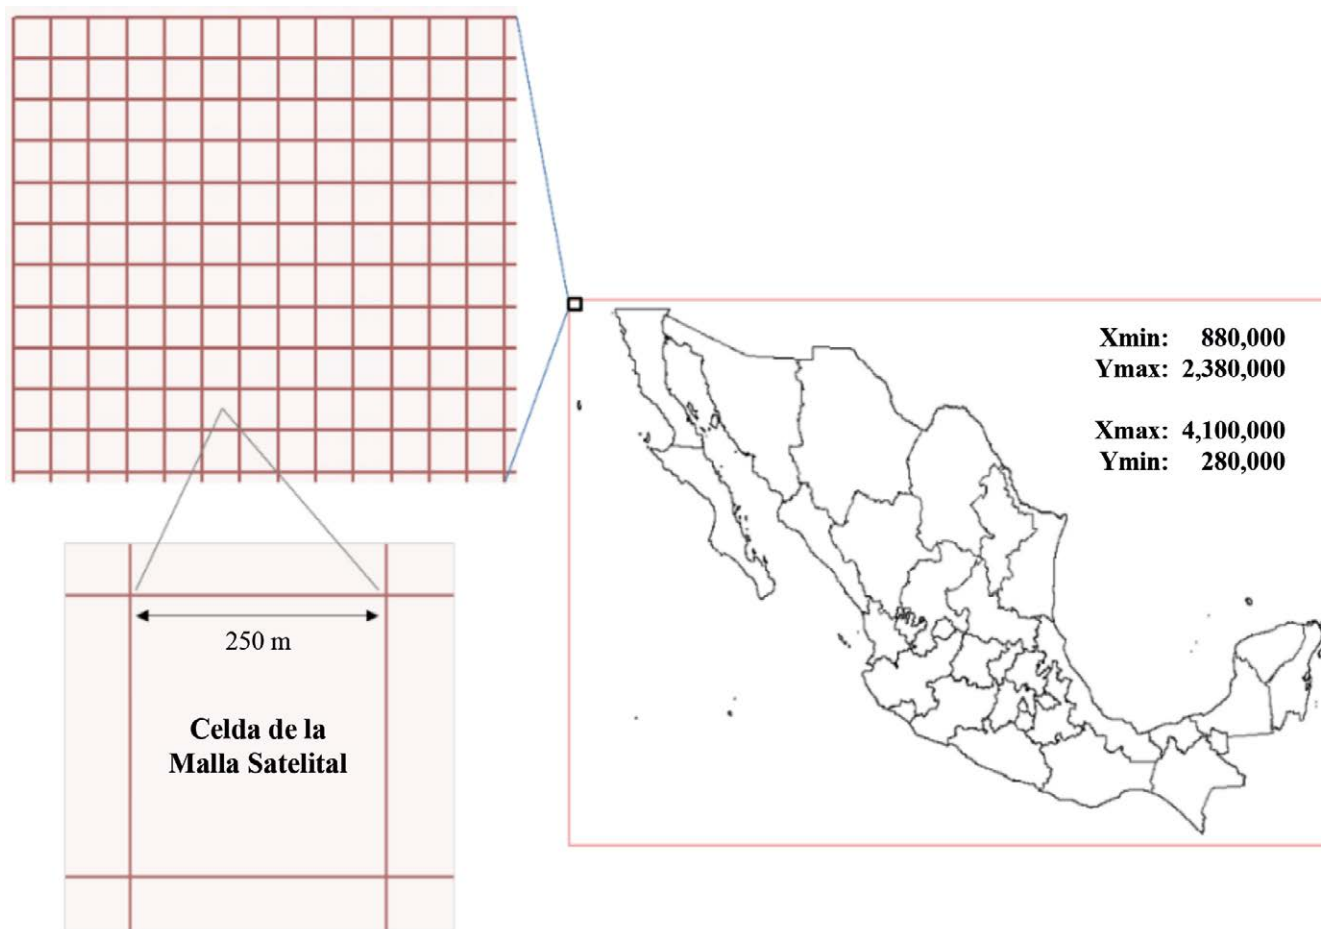 Xmin: 880,000
Ymax: 2,380,000
Xmax: 4,100,000
Ymin: 280,000
250 m
Celda de la
Malla Satelital